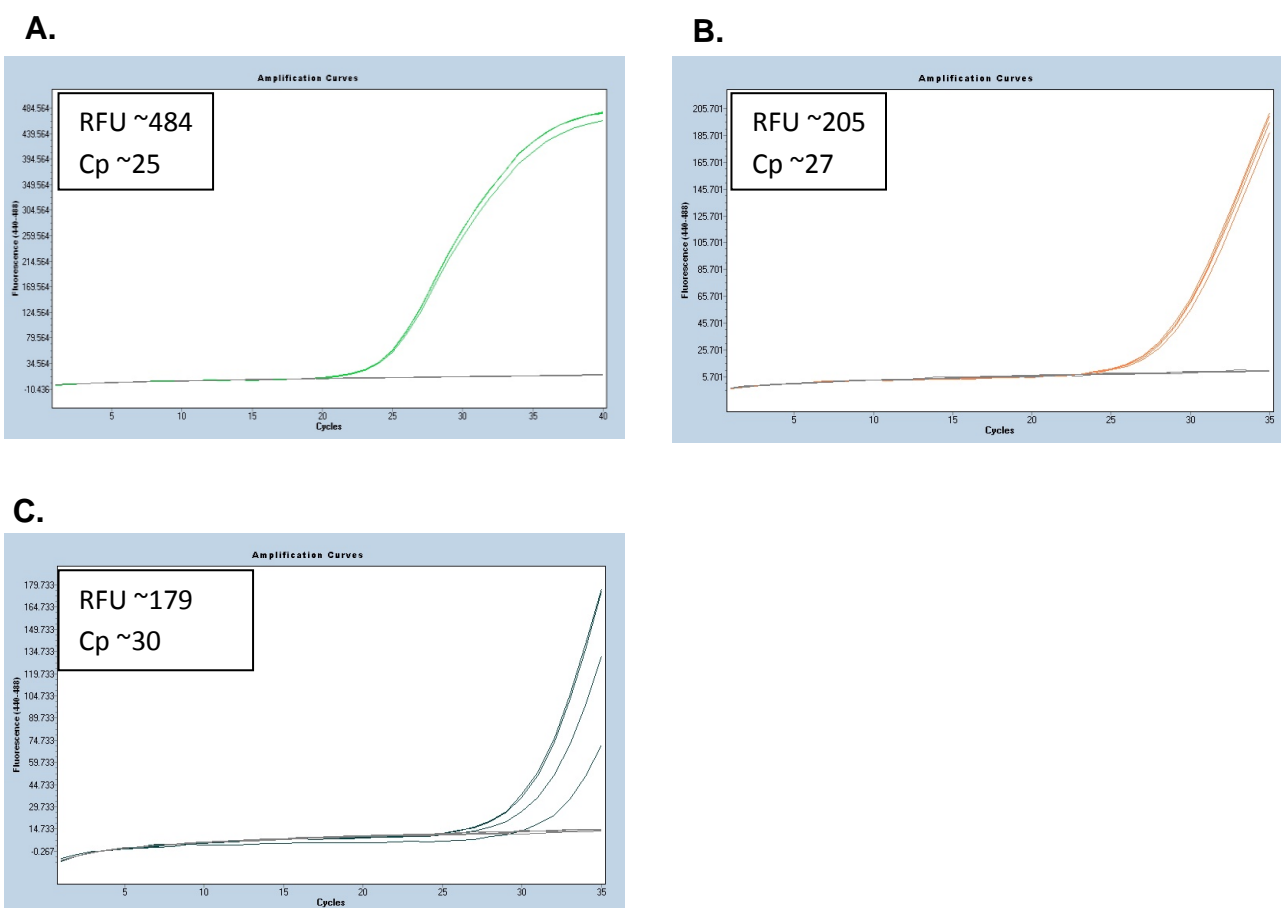 A.
Amplification Curves
RFU ~484
Cp ~25
Fluorescence (440-488)
484.564
439.564
394.564
349.564
304.564
259.564
214.564
169.564
124.564
79.564
34.564
-10.436
5 10 15 20 25 30 35 40
Cycles
B.
Amplification Curves
RFU ~205
Cp ~27
Fluorescence (440-488)
205.701
185.701
165.701
145.701
125.701
105.701
85.701
65.701
45.701
25.701
5.701
5 10 15 20 25 30 35
Cycles
C.
Amplification Curves
RFU ~179
Cp ~30
Fluorescence (440-488)
179.733
164.733
149.733
134.733
119.733
104.733
89.733
74.733
59.733
44.733
29.733
14.733
-0.267
5 10 15 20 25 30 35
Cycles